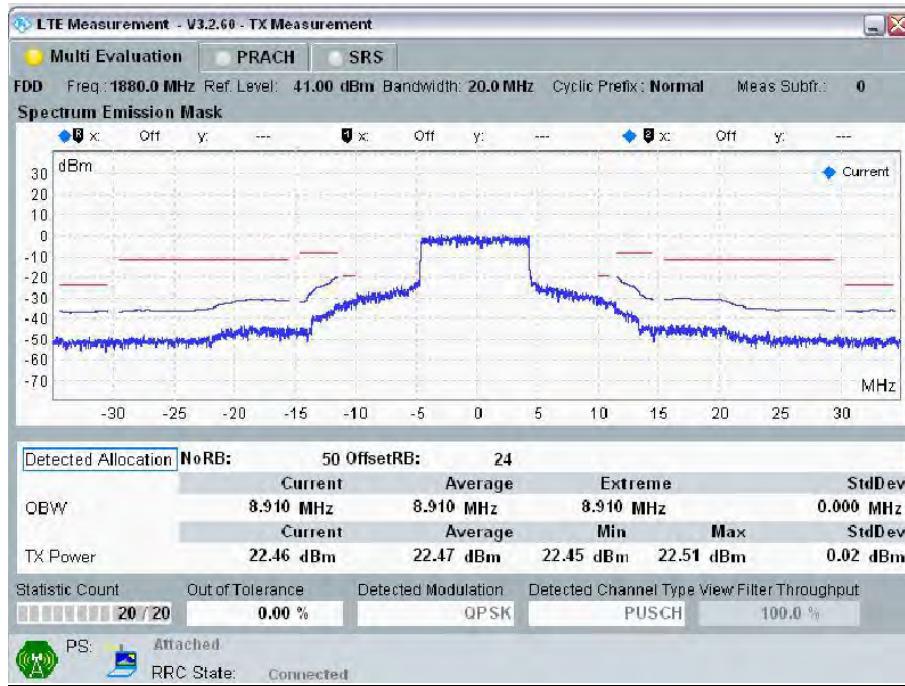 LTE Measurement - V3.2.60 - TX Measurement
Multi Evaluation PRACH SRS
FDD Freq.: 1880.0 MHz Ref. Level: 41.00 dBm Bandwidth: 20.0 MHz Cyclic Prefix: Normal Meas Subfr.: 0
Spectrum Emission Mask
R x: Off y: --- 1 x: Off y: --- 2 x: Off y: ---
dBm
Current
30
20
10
0
-10
-20
-30
-40
-50
-60
-70
MHz
-30 -25 -20 -15 -10 -5 0 5 10 15 20 25 30
Detected Allocation NoRB: 50 OffsetRB: 24
Current Average Extreme StdDev
OBW 8.910 MHz 8.910 MHz 8.910 MHz 0.000 MHz
Current Average Min Max StdDev
TX Power 22.46 dBm 22.47 dBm 22.45 dBm 22.51 dBm 0.02 dBm
Statistic Count Out of Tolerance Detected Modulation Detected Channel Type View Filter Throughput
20 / 20 0.00 % QPSK PUSCH 100.0 %
PS: Attached
RRC State: Connected